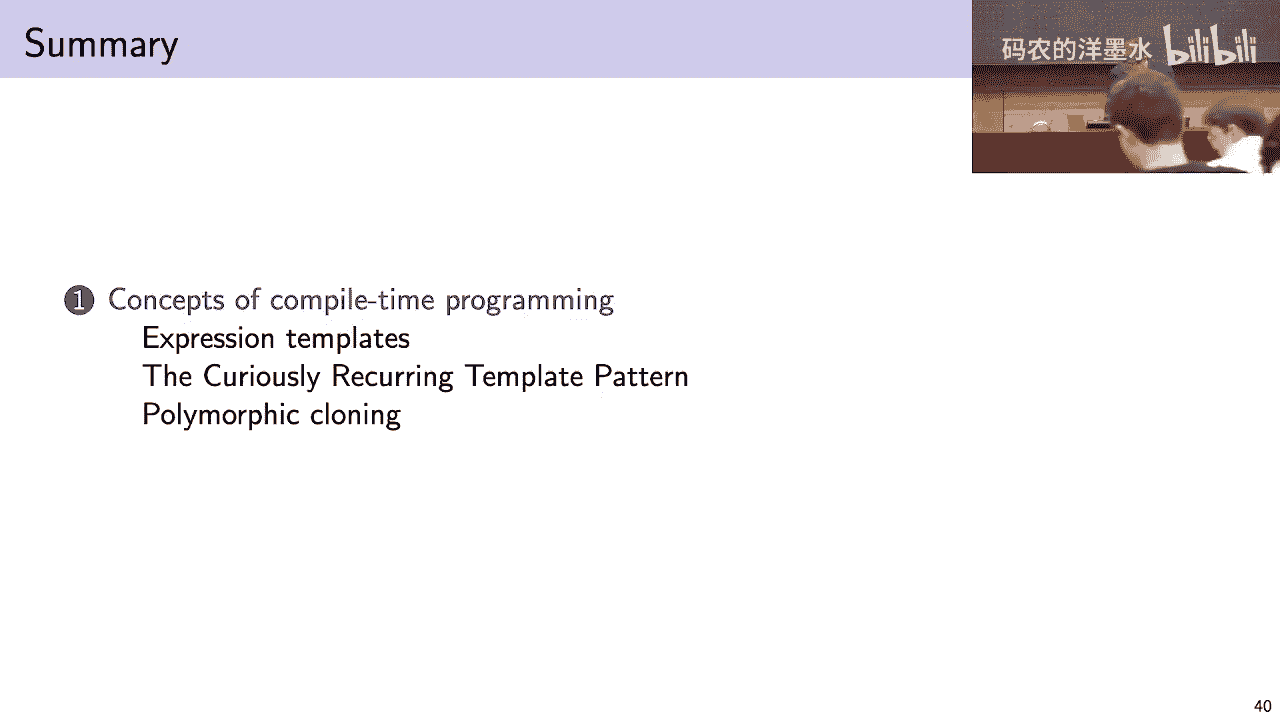 Summary
码农的洋墨水 bilibili
1 Concepts of compile-time programming
Expression templates
The Curiously Recurring Template Pattern
Polymorphic cloning
40